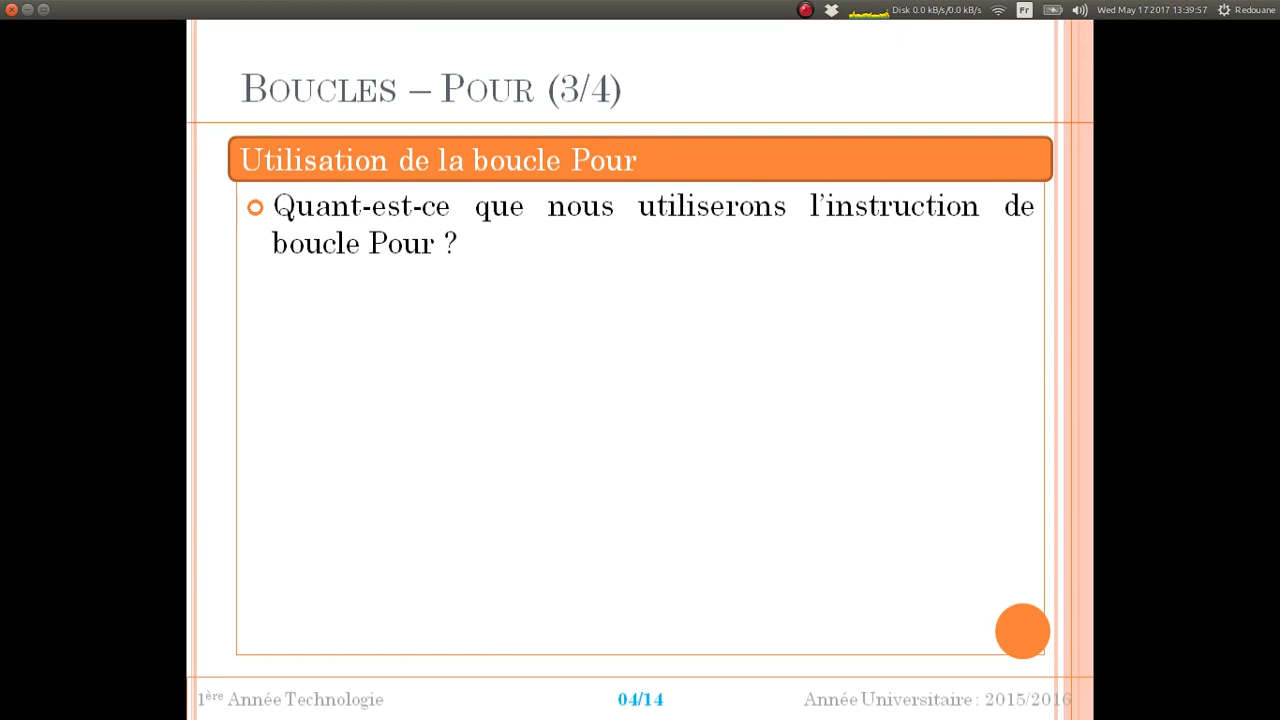 Disk 0.0 kB/s/0.0 kB/s Fr Wed May 17 2017 13:39:57 Redouane
BOUCLES – POUR (3/4)
Utilisation de la boucle Pour
Quant-est-ce que nous utiliserons l'instruction de
boucle Pour ?
1ère Année Technologie 04/14 Année Universitaire : 2015/2016